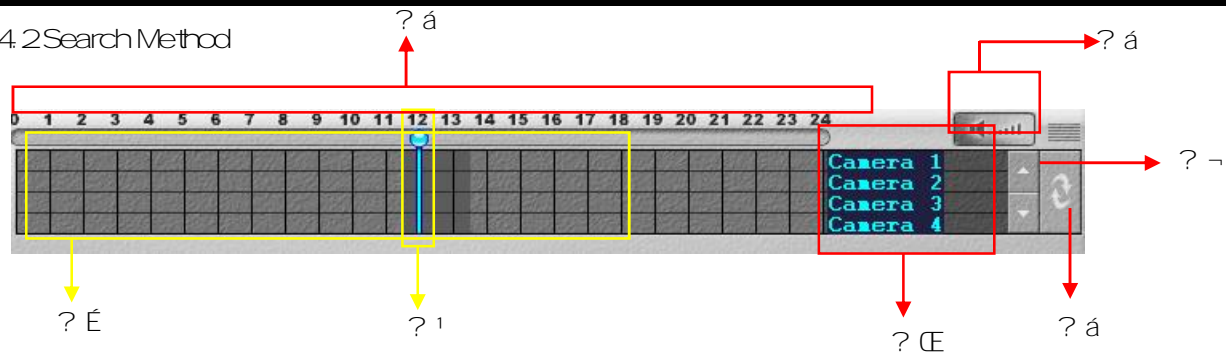 ? á
4.2 Search Method
? á
0 1 2 3 4 5 6 7 8 9 10 11 12 13 14 15 16 17 18 19 20 21 22 23 24
Camera 1
? ¬
Camera 2
Camera 3
Camera 4
? É
? ¹
? Œ
? á